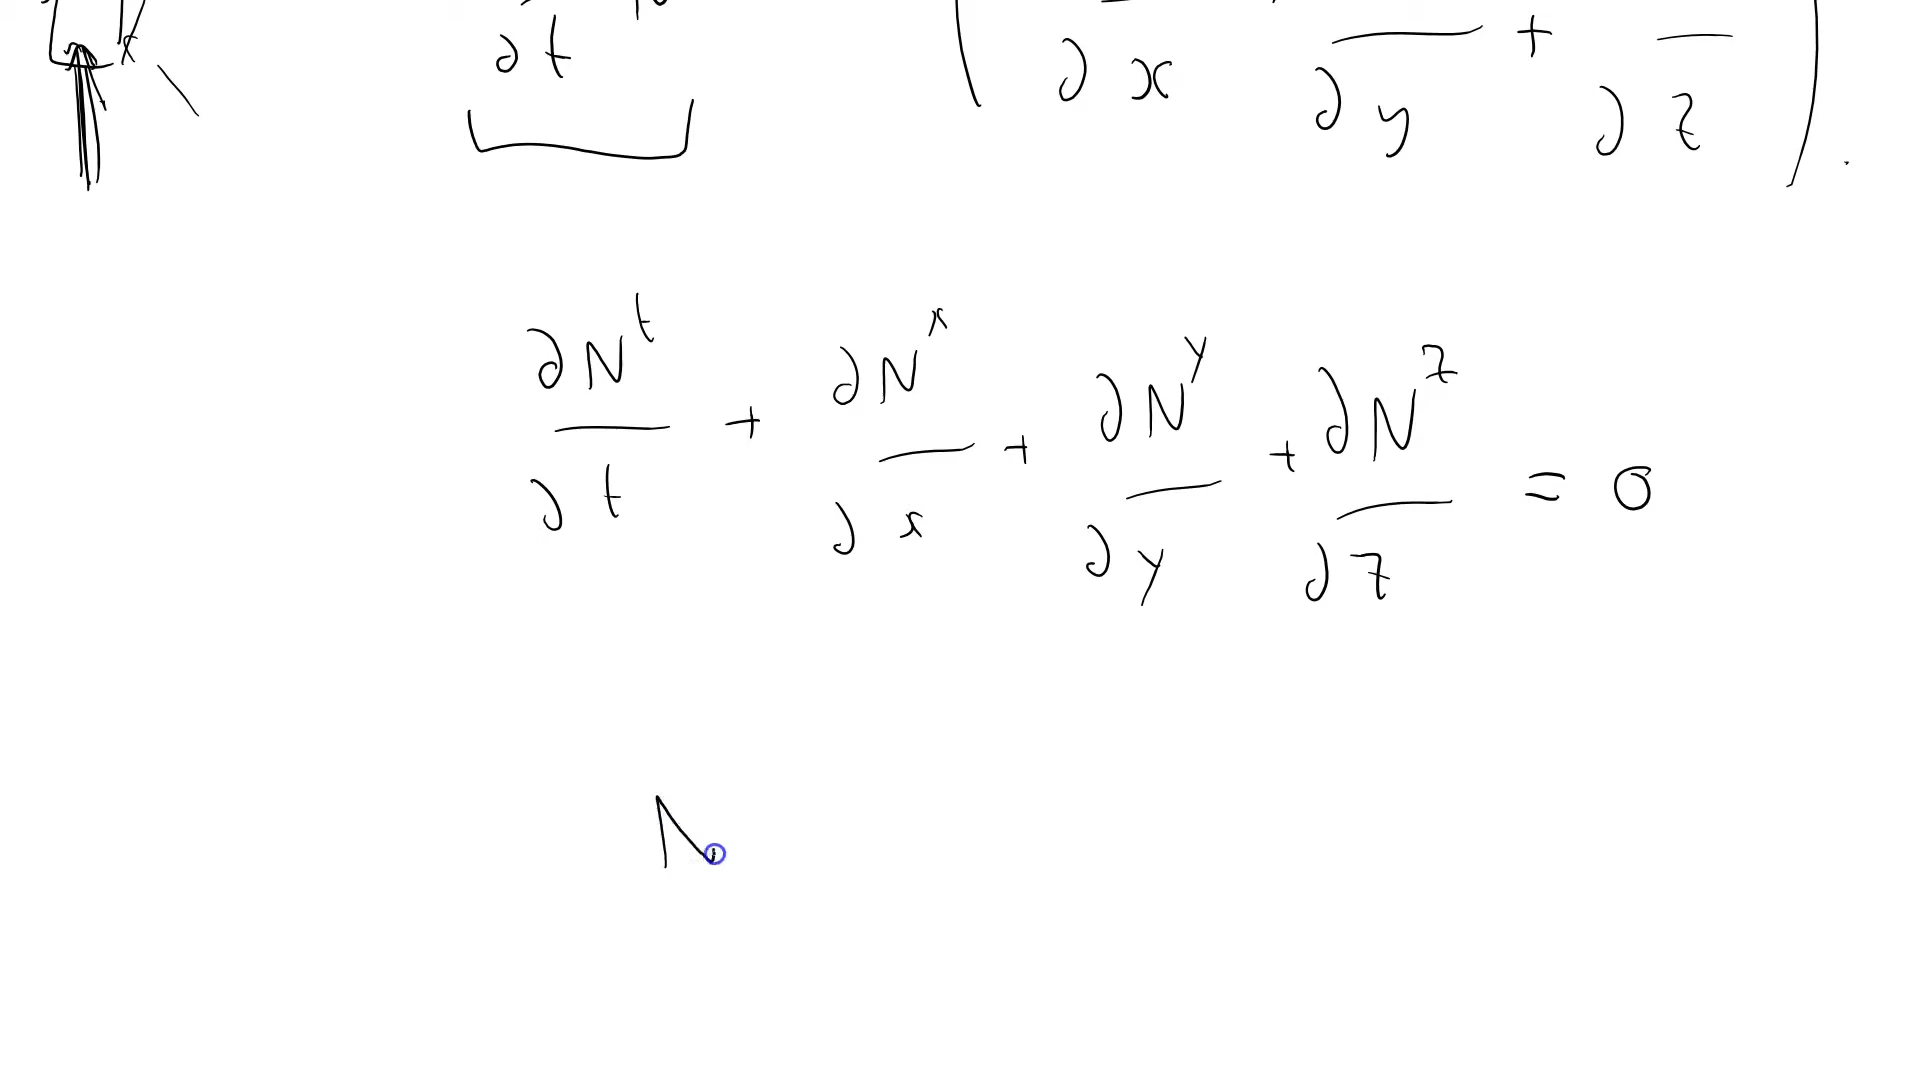 ∂t ( ∂x ∂y + ∂z ) .
∂N^t/∂t + ∂N^x/∂x + ∂N^y/∂y + ∂N^z/∂z = 0
N